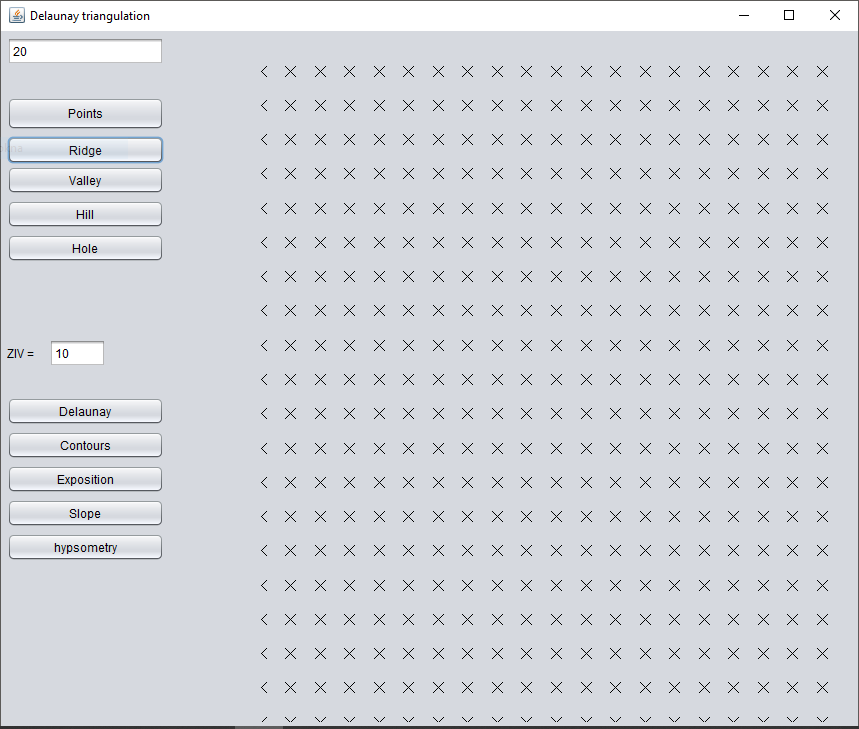 Delaunay triangulation
20
Points
Ridge
Valley
Hill
Hole
ZIV =
10
Delaunay
Contours
Exposition
Slope
hypsometry